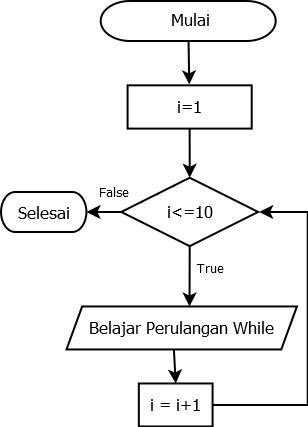 Mulai
i=1
False
Selesai
i<=10
True
Belajar Perulangan While
i = i+1